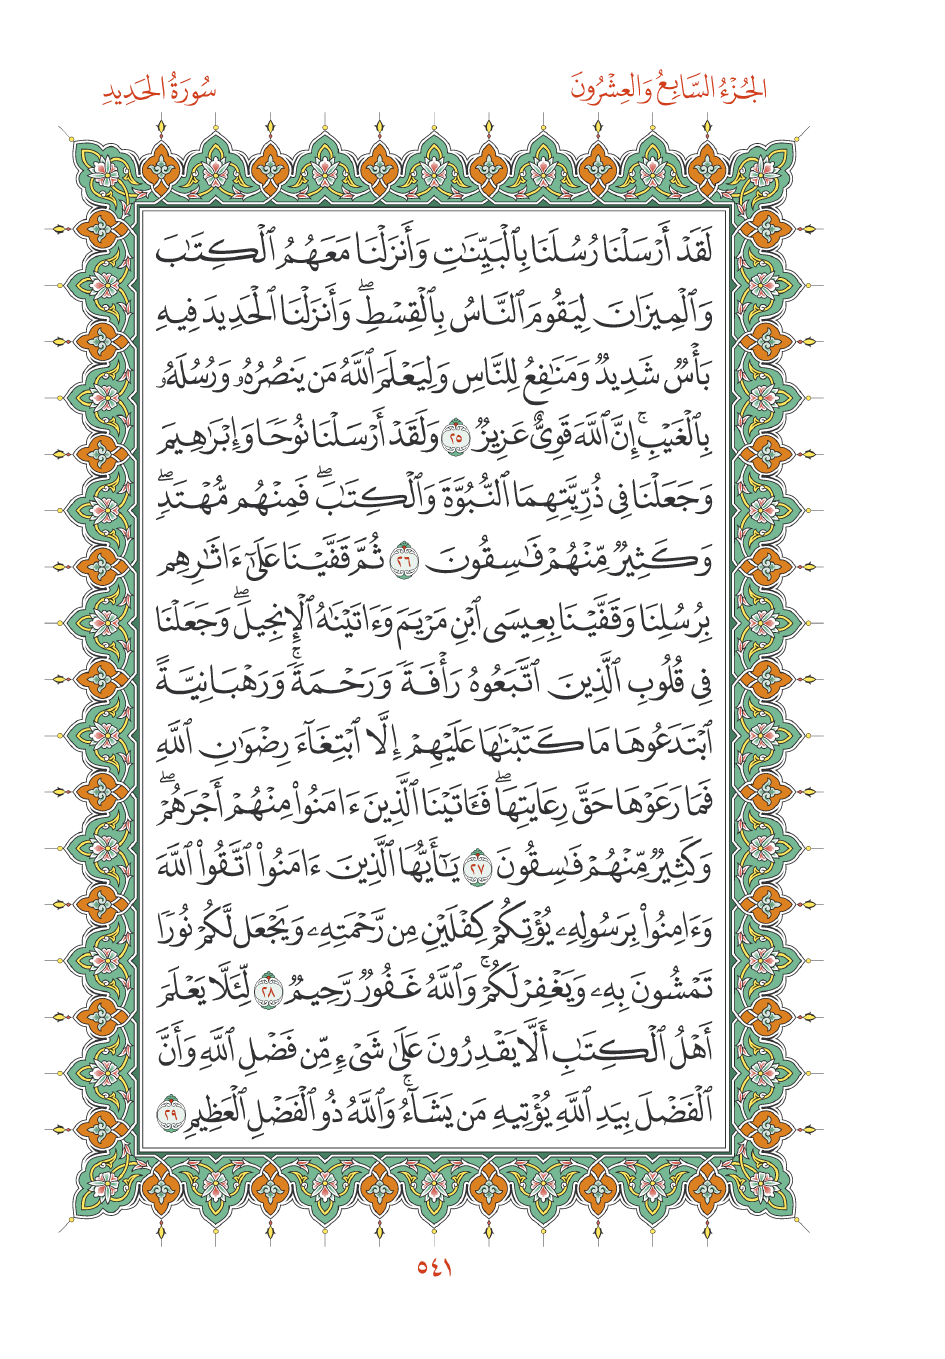 الجُزْءُ السَّابِعُ وَالعِشْرُونَ
سُورَةُ الحَدِيدِ
لَقَدْ أَرْسَلْنَا رُسُلَنَا بِٱلْبَيِّنَـٰتِ وَأَنزَلْنَا مَعَهُمُ ٱلْكِتَـٰبَ
وَٱلْمِيزَانَ لِيَقُومَ ٱلنَّاسُ بِٱلْقِسْطِۖ وَأَنزَلْنَا ٱلْحَدِيدَ فِيهِ
بَأْسٌ شَدِيدٌ وَمَنَـٰفِعُ لِلنَّاسِ وَلِيَعْلَمَ ٱللَّهُ مَن يَنصُرُهُۥ وَرُسُلَهُۥ
بِٱلْغَيْبِۚ إِنَّ ٱللَّهَ قَوِىٌّ عَزِيزٌ ٢٥ وَلَقَدْ أَرْسَلْنَا نُوحًا وَإِبْرَٰهِيمَ
وَجَعَلْنَا فِى ذُرِّيَّتِهِمَا ٱلنُّبُوَّةَ وَٱلْكِتَـٰبَۖ فَمِنْهُم مُّهْتَدٍۖ
وَكَثِيرٌ مِّنْهُمْ فَـٰسِقُونَ ٢٦ ثُمَّ قَفَّيْنَا عَلَىٰٓ ءَاثَـٰرِهِم
بِرُسُلِنَا وَقَفَّيْنَا بِعِيسَى ٱبْنِ مَرْيَمَ وَءَاتَيْنَـٰهُ ٱلْإِنجِيلَۖ وَجَعَلْنَا
فِى قُلُوبِ ٱلَّذِينَ ٱتَّبَعُوهُ رَأْفَةً وَرَحْمَةًۚ وَرَهْبَانِيَّةً
ٱبْتَدَعُوهَا مَا كَتَبْنَـٰهَا عَلَيْهِمْ إِلَّا ٱبْتِغَآءَ رِضْوَٰنِ ٱللَّهِ
فَمَا رَعَوْهَا حَقَّ رِعَايَتِهَاۖ فَـَٔاتَيْنَا ٱلَّذِينَ ءَامَنُوا۟ مِنْهُمْ أَجْرَهُمْۖ
وَكَثِيرٌ مِّنْهُمْ فَـٰسِقُونَ ٢٧ يَـٰٓأَيُّهَا ٱلَّذِينَ ءَامَنُوا۟ ٱتَّقُوا۟ ٱللَّهَ
وَءَامِنُوا۟ بِرَسُولِهِۦ يُؤْتِكُمْ كِفْلَيْنِ مِن رَّحْمَتِهِۦ وَيَجْعَل لَّكُمْ نُورًا
تَمْشُونَ بِهِۦ وَيَغْفِرْ لَكُمْۚ وَٱللَّهُ غَفُورٌ رَّحِيمٌ ٢٨ لِّئَلَّا يَعْلَمَ
أَهْلُ ٱلْكِتَـٰبِ أَلَّا يَقْدِرُونَ عَلَىٰ شَىْءٍ مِّن فَضْلِ ٱللَّهِ وَأَنَّ
ٱلْفَضْلَ بِيَدِ ٱللَّهِ يُؤْتِيهِ مَن يَشَآءُۚ وَٱللَّهُ ذُو ٱلْفَضْلِ ٱلْعَظِيمِ ٢٩
٥٤١